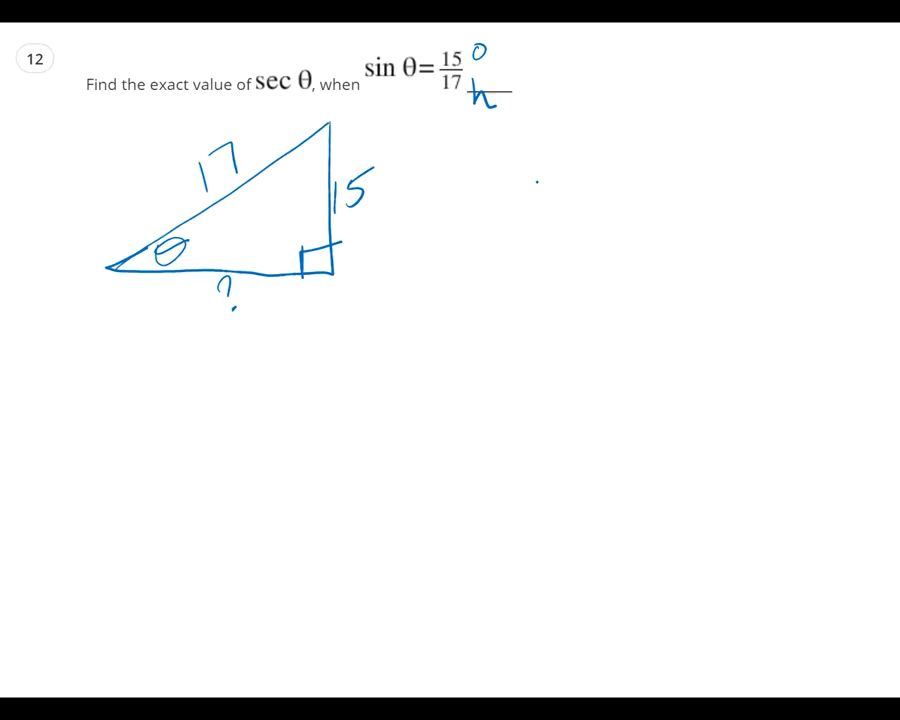 12
Find the exact value of sec θ, when sin θ= 15/17 o/h
17
15
θ
?